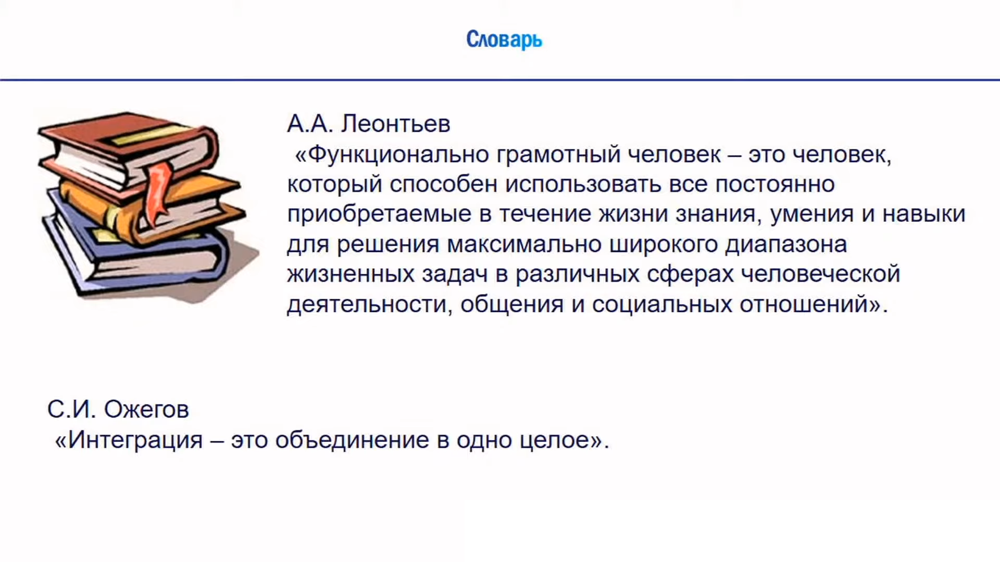 Словарь
А.А. Леонтьев
«Функционально грамотный человек – это человек,
который способен использовать все постоянно
приобретаемые в течение жизни знания, умения и навыки
для решения максимально широкого диапазона
жизненных задач в различных сферах человеческой
деятельности, общения и социальных отношений».
С.И. Ожегов
«Интеграция – это объединение в одно целое».